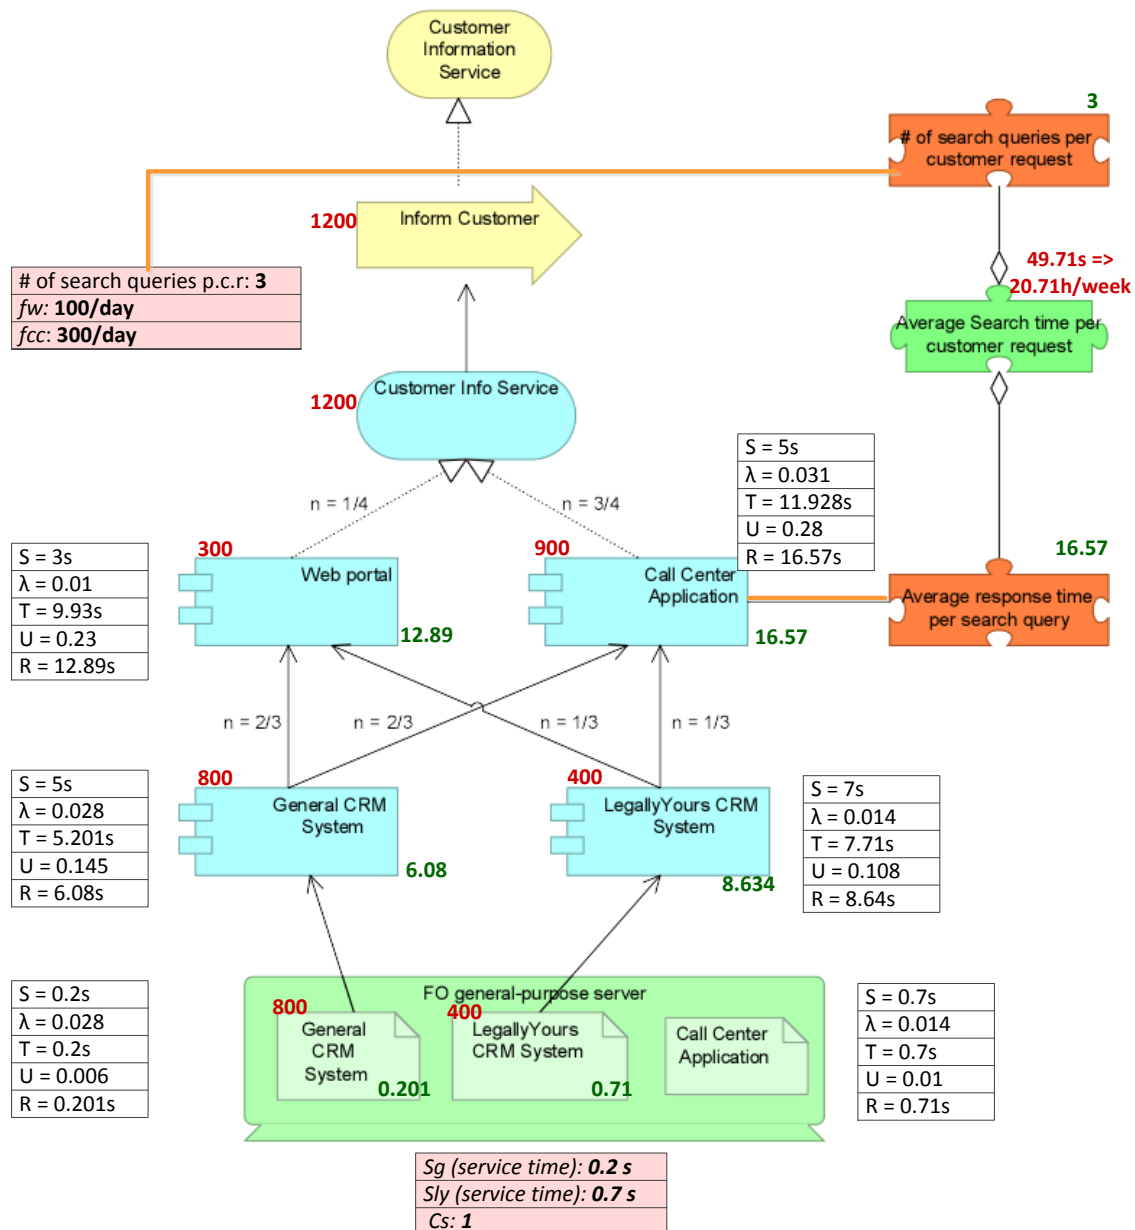 Customer
Information
Service
3
# of search queries per
customer request
1200
Inform Customer
# of search queries p.c.r: 3
fw: 100/day
fcc: 300/day
49.71s =>
20.71h/week
Average Search time per
customer request
1200
Customer Info Service
n = 1/4
n = 3/4
S = 5s
λ = 0.031
T = 11.928s
U = 0.28
R = 16.57s
S = 3s
λ = 0.01
T = 9.93s
U = 0.23
R = 12.89s
300
Web portal
12.89
900
Call Center
Application
16.57
16.57
Average response time
per search query
n = 2/3
n = 2/3
n = 1/3
n = 1/3
S = 5s
λ = 0.028
T = 5.201s
U = 0.145
R = 6.08s
800
General CRM
System
6.08
400
LegallyYours CRM
System
8.634
S = 7s
λ = 0.014
T = 7.71s
U = 0.108
R = 8.64s
S = 0.2s
λ = 0.028
T = 0.2s
U = 0.006
R = 0.201s
FO general-purpose server
800
General
CRM
System
0.201
400
LegallyYours
CRM System
0.71
Call Center
Application
S = 0.7s
λ = 0.014
T = 0.7s
U = 0.01
R = 0.71s
Sg (service time): 0.2 s
Sly (service time): 0.7 s
Cs: 1